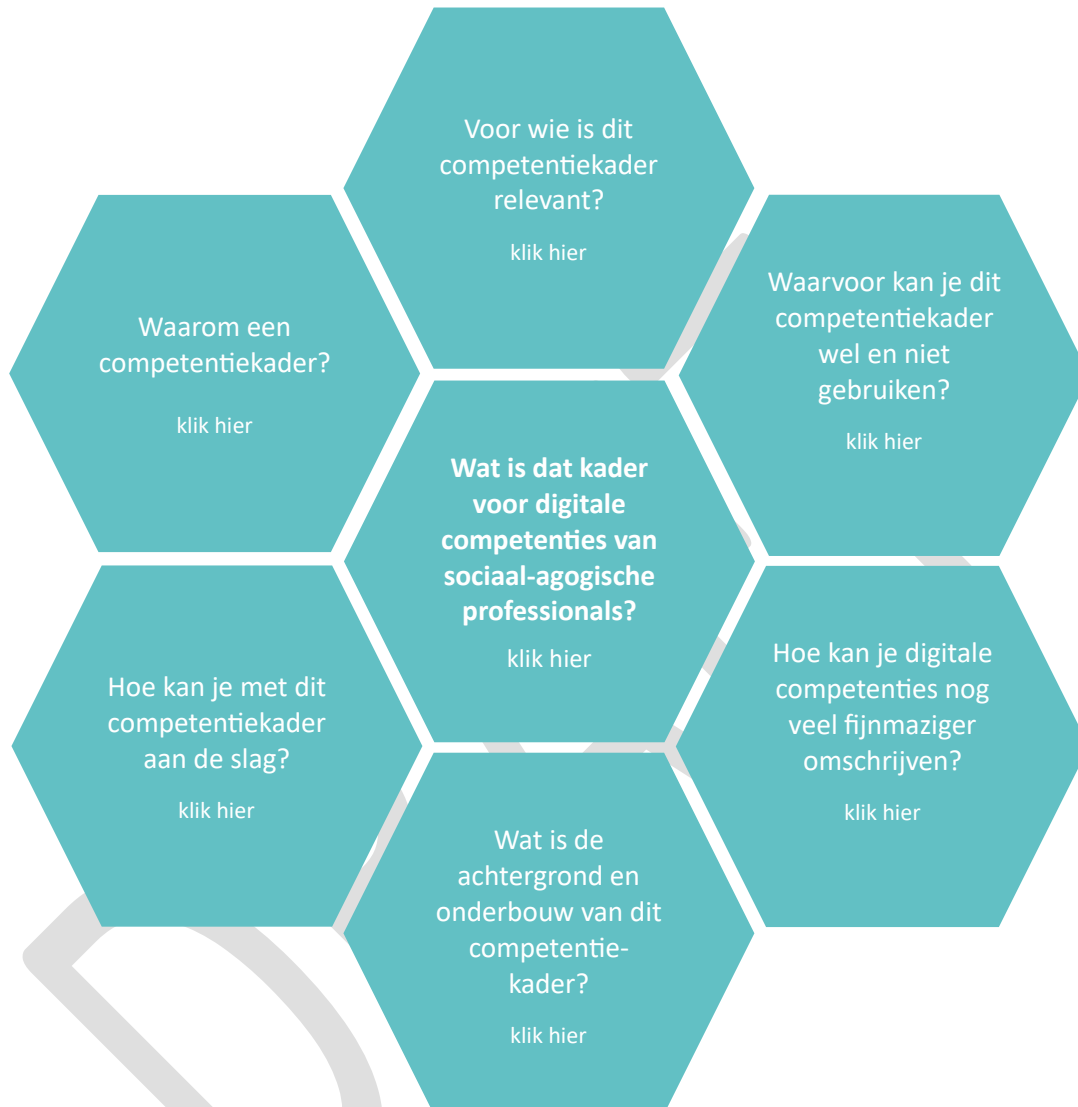 Voor wie is dit
competentiekader
relevant?
klik hier
Waarom een
competentiekader?
klik hier
Waarvoor kan je dit
competentiekader
wel en niet
gebruiken?
klik hier
Wat is dat kader
voor digitale
competenties van
sociaal-agogische
professionals?
klik hier
Hoe kan je met dit
competentiekader
aan de slag?
klik hier
Hoe kan je digitale
competenties nog
veel fijnmaziger
omschrijven?
klik hier
Wat is de
achtergrond en
onderbouw van dit
competentie-
kader?
klik hier